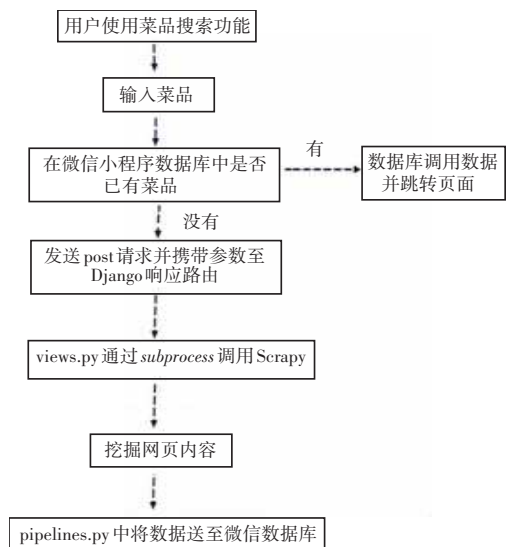 用户使用菜品搜索功能
输入菜品
在微信小程序数据库中是否
已有菜品
有
数据库调用数据
并跳转页面
没有
发送post请求并携带参数至
Django响应路由
views.py通过subprocess调用Scrapy
挖掘网页内容
pipelines.py中将数据送至微信数据库